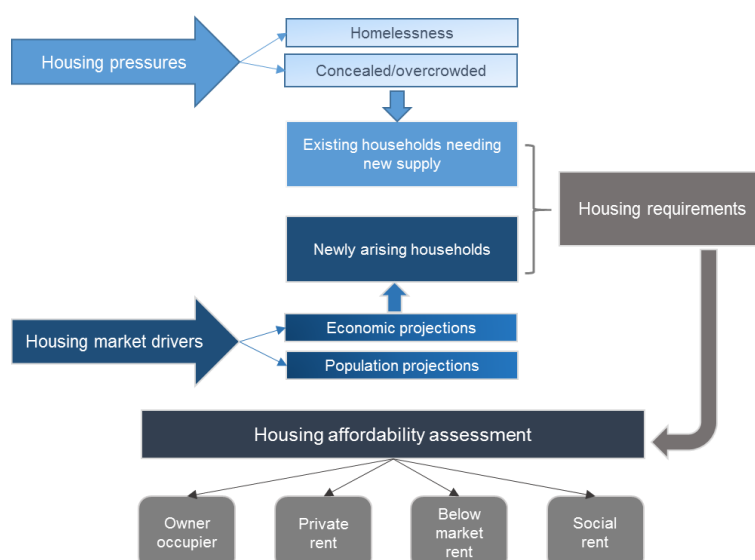 Homelessness
Housing pressures
Concealed/overcrowded
Existing households needing
new supply
Housing requirements
Newly arising households
Economic projections
Housing market drivers
Population projections
Housing affordability assessment
Owner
occupier
Private
rent
Below
market
rent
Social
rent